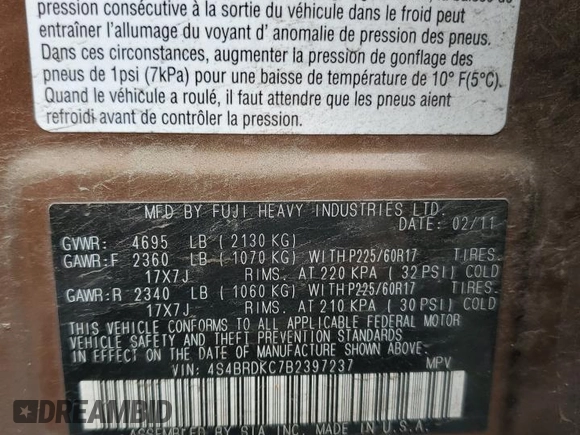 pression consécutive à la sortie du véhicule dans le froid peut
entraîner l'allumage du voyant d' anomalie de pression des pneus.
Dans ces circonstances, augmenter la pression de gonflage des
pneus de 1psi (7kPa) pour une baisse de température de 10° F(5°C).
Quand le véhicule a roulé, il faut attendre que les pneus aient
refroidi avant de contrôler la pression.
MFD BY FUJI HEAVY INDUSTRIES LTD.
DATE: 02/11
GVWR: 4695 LB ( 2130 KG)
GAWR:F 2360 LB ( 1070 KG) WITH P225/60R17 TIRES.
17X7J RIMS. AT 220 KPA ( 32 PSI) COLD
GAWR:R 2340 LB ( 1060 KG) WITH P225/60R17 TIRES.
17X7J RIMS. AT 210 KPA ( 30 PSI) COLD
THIS VEHICLE CONFORMS TO ALL APPLICABLE FEDERAL MOTOR
VEHICLE SAFETY AND THEFT PREVENTION STANDARDS
IN EFFECT ON THE DATE OF MANUFACTURE SHOWN ABOVE.
VIN: 4S4BRDKC7B2397237 MPV
ASSEMBLED BY SIA INC. MADE IN U.S.A.
DREAMBID